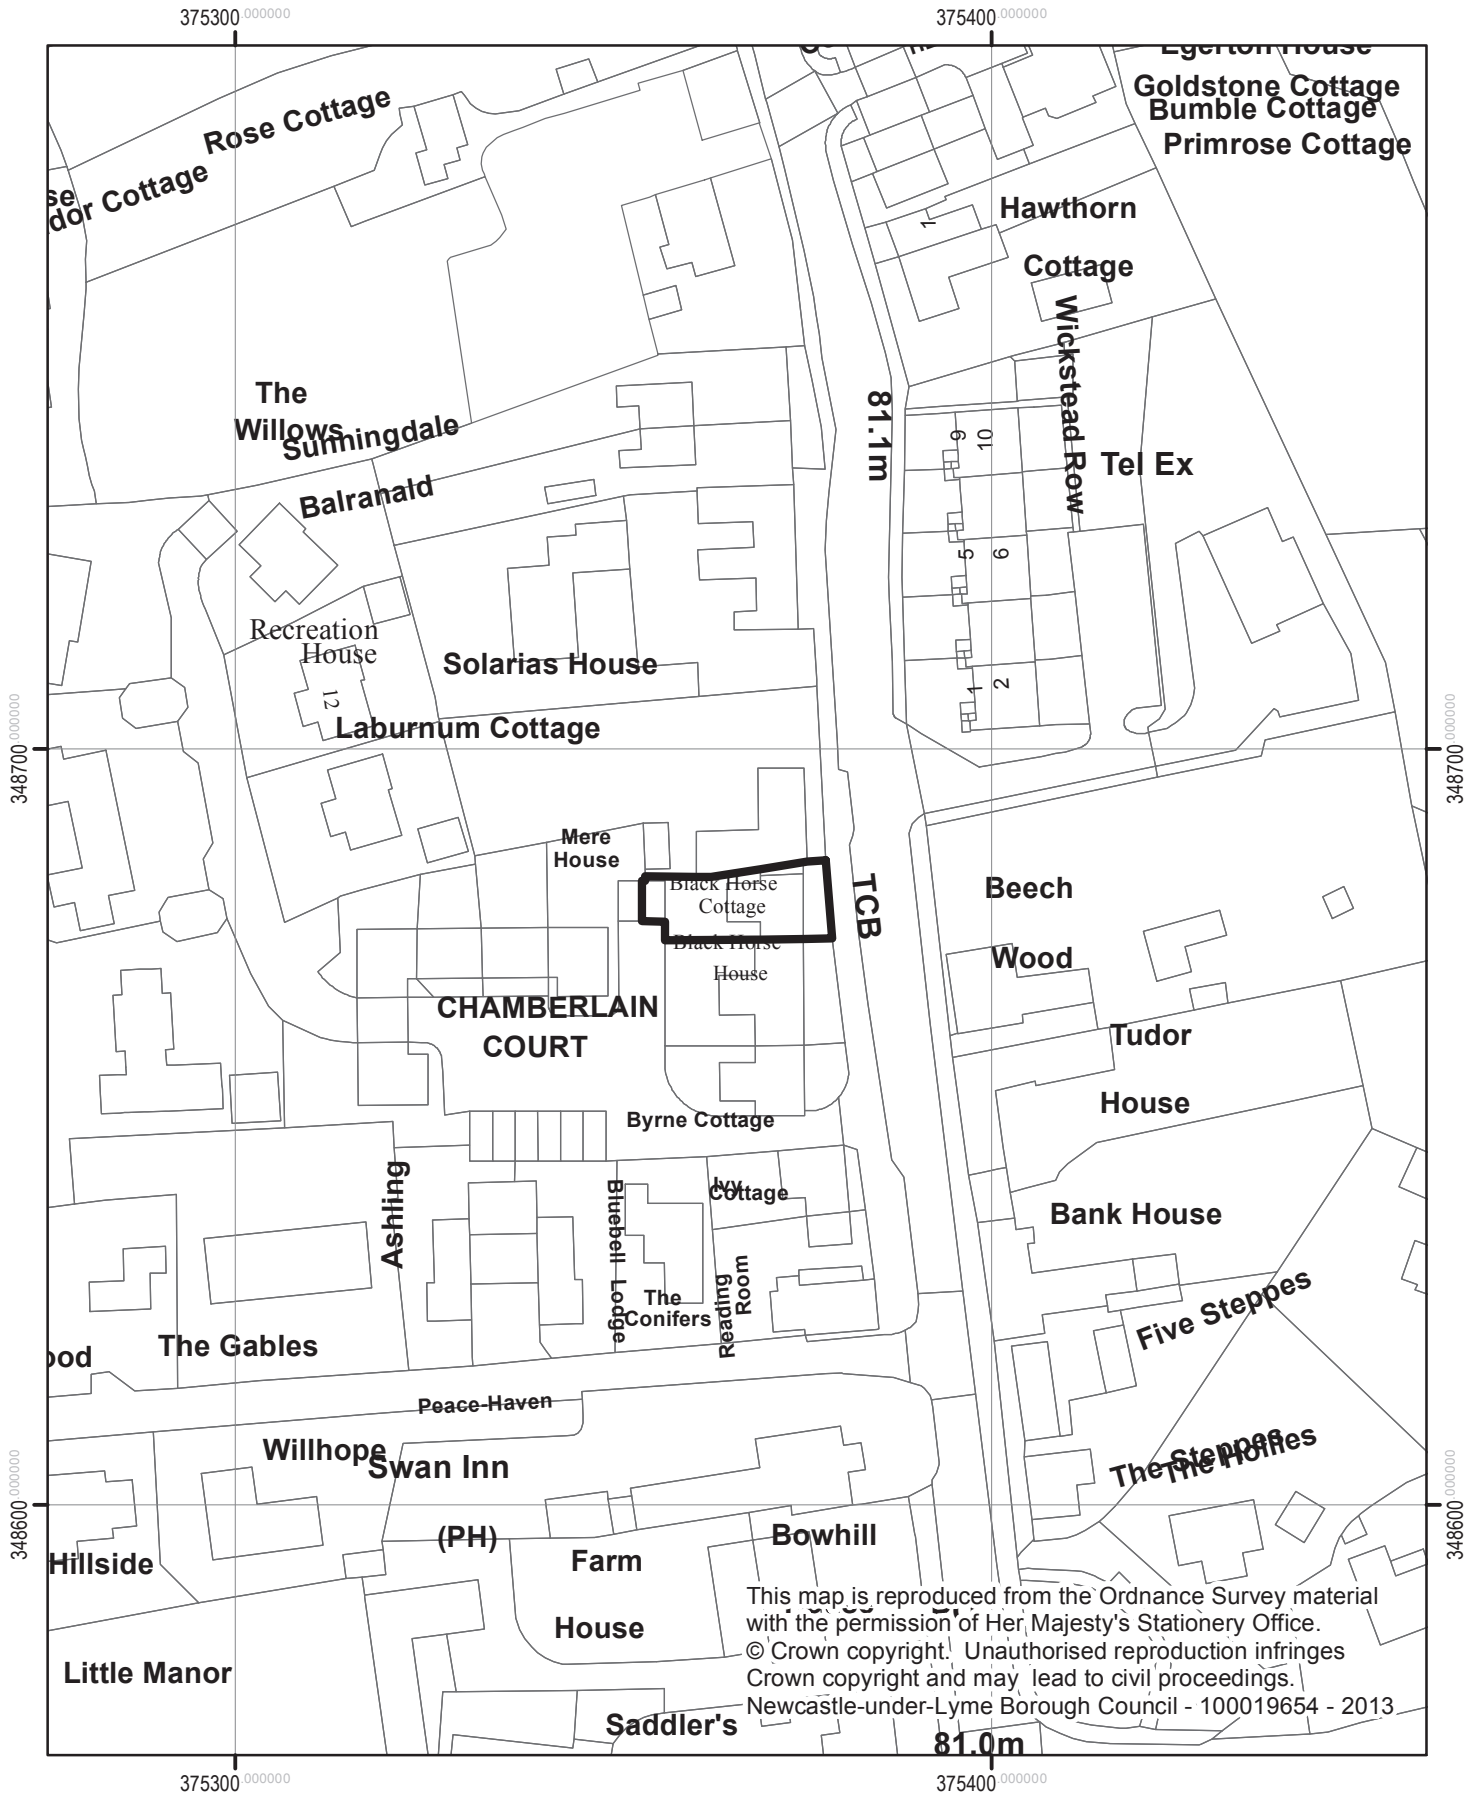 375300.000000
375400.000000
Egerton House
Rose Cottage
Goldstone Cottage
Bumble Cottage
Primrose Cottage
dor Cottage
se
Hawthorn
Cottage
1
Wickstead Row
The
Willows
Sunningdale
81.1m
9
10
Tel Ex
Balranald
5
6
Recreation
House
12
Solarias House
1
2
Laburnum Cottage
348700.000000
348700.000000
Mere
House
Black Horse
Cottage
TCB
Beech
Wood
Black Horse
House
CHAMBERLAIN
COURT
Tudor
House
Byrne Cottage
Ashling
Bluebell Lodge
Ivy
Cottage
Bank House
Reading
Room
The
Conifers
Five Steppes
The Gables
ood
Peace-Haven
Willhope
Swan Inn
(PH)
The Steppes
The Hollies
348600.000000
348600.000000
Bowhill
Hillside
Farm
House
This map is reproduced from the Ordnance Survey material
with the permission of Her Majesty's Stationery Office.
© Crown copyright. Unauthorised reproduction infringes
Crown copyright and may lead to civil proceedings.
Newcastle-under-Lyme Borough Council - 100019654 - 2013
Little Manor
Saddler's
81.0m
375300.000000
375400.000000